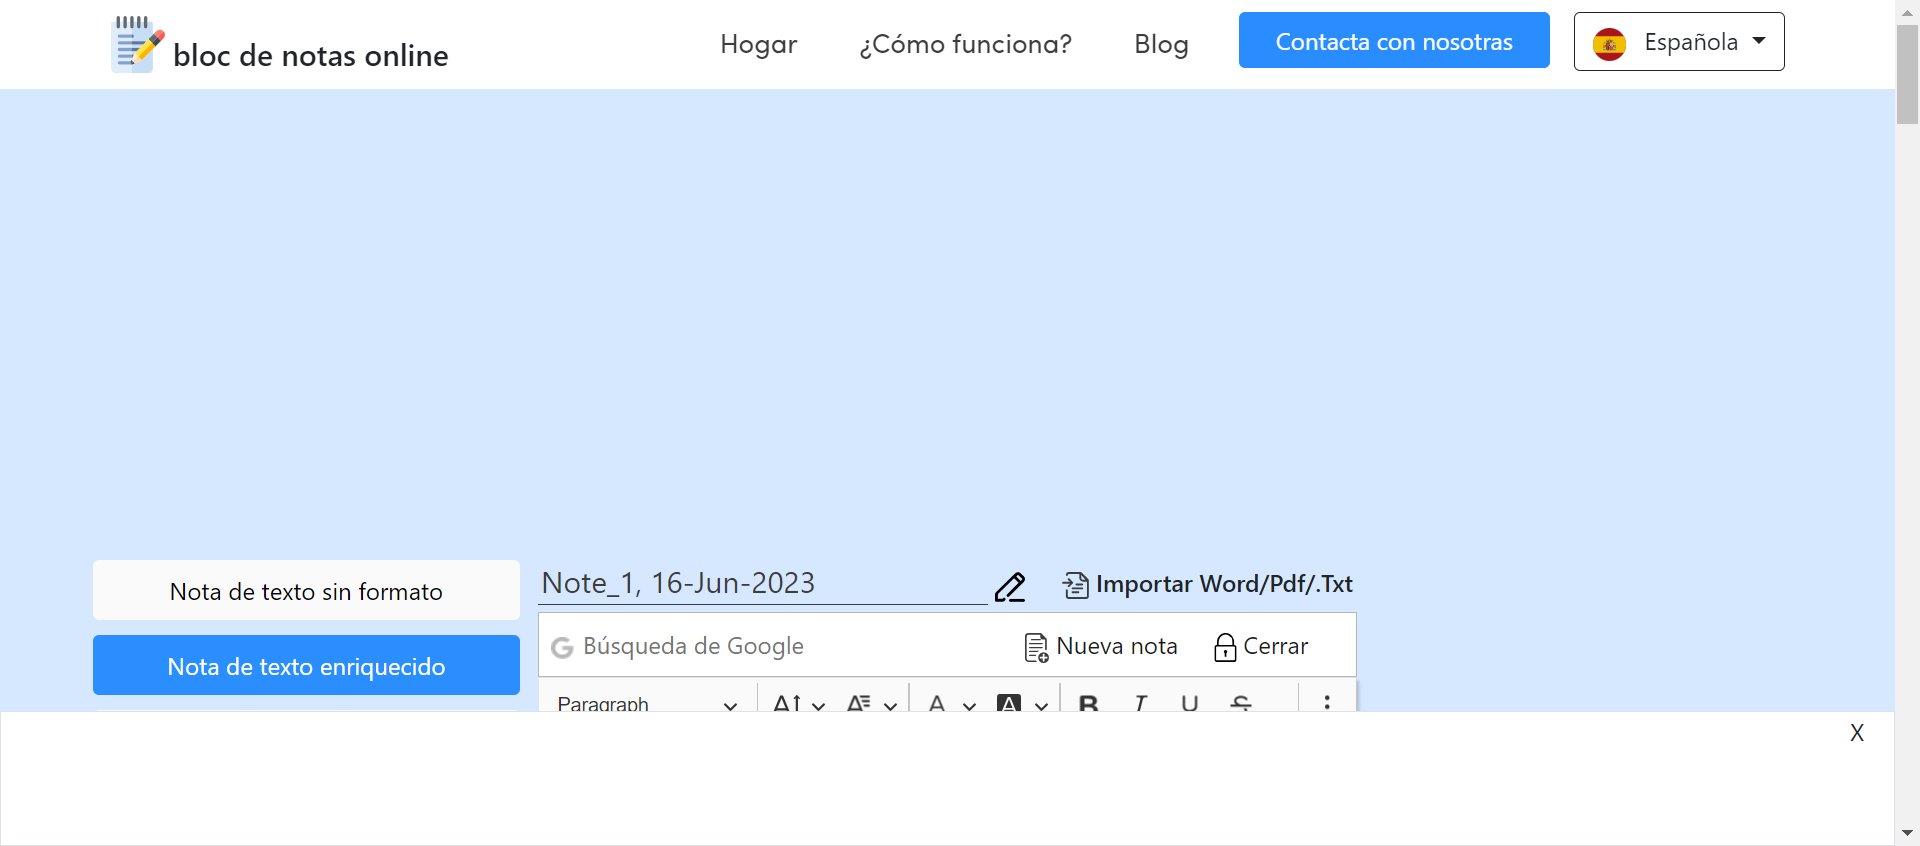 bloc de notas online
Hogar
¿Cómo funciona?
Blog
Contacta con nosotras
Española
Nota de texto sin formato
Note_1, 16-Jun-2023
Importar Word/Pdf/.Txt
Búsqueda de Google
Nueva nota
Cerrar
Nota de texto enriquecido
Paragraph
X